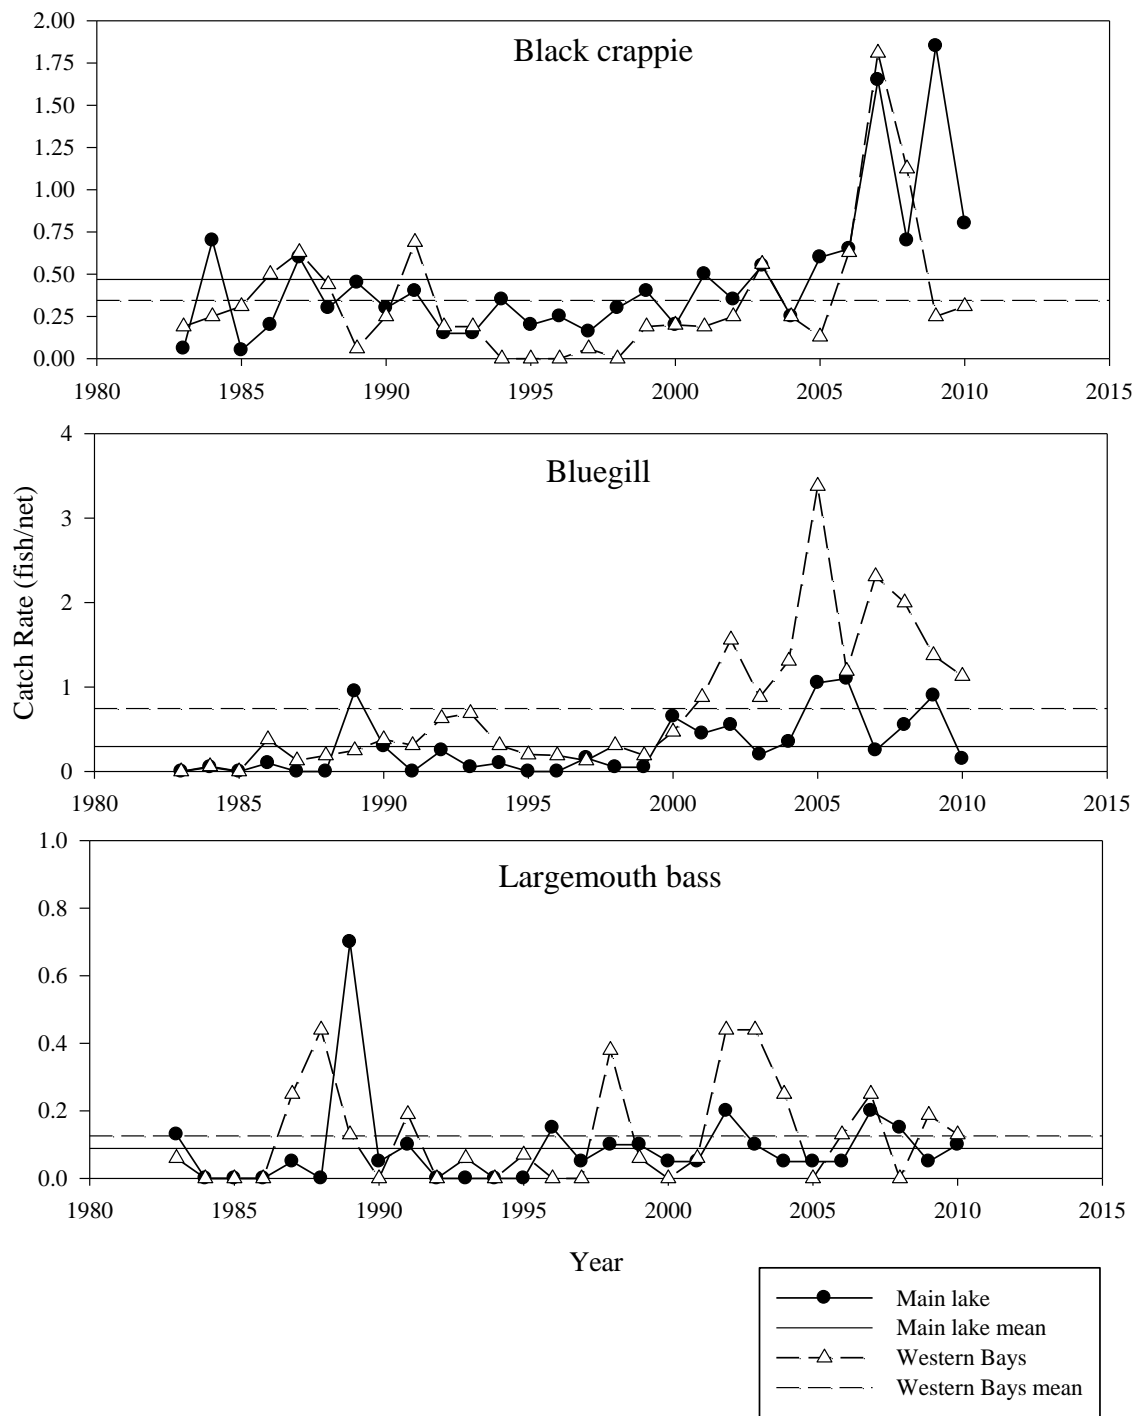 Black crappie
2.00
1.75
1.50
1.25
1.00
0.75
0.50
0.25
0.00
1980 1985 1990 1995 2000 2005 2010 2015
Catch Rate (fish/net)
Bluegill
4
3
2
1
0
1980 1985 1990 1995 2000 2005 2010 2015
Largemouth bass
1.0
0.8
0.6
0.4
0.2
0.0
1980 1985 1990 1995 2000 2005 2010 2015
Year
Main lake
Main lake mean
Western Bays
Western Bays mean